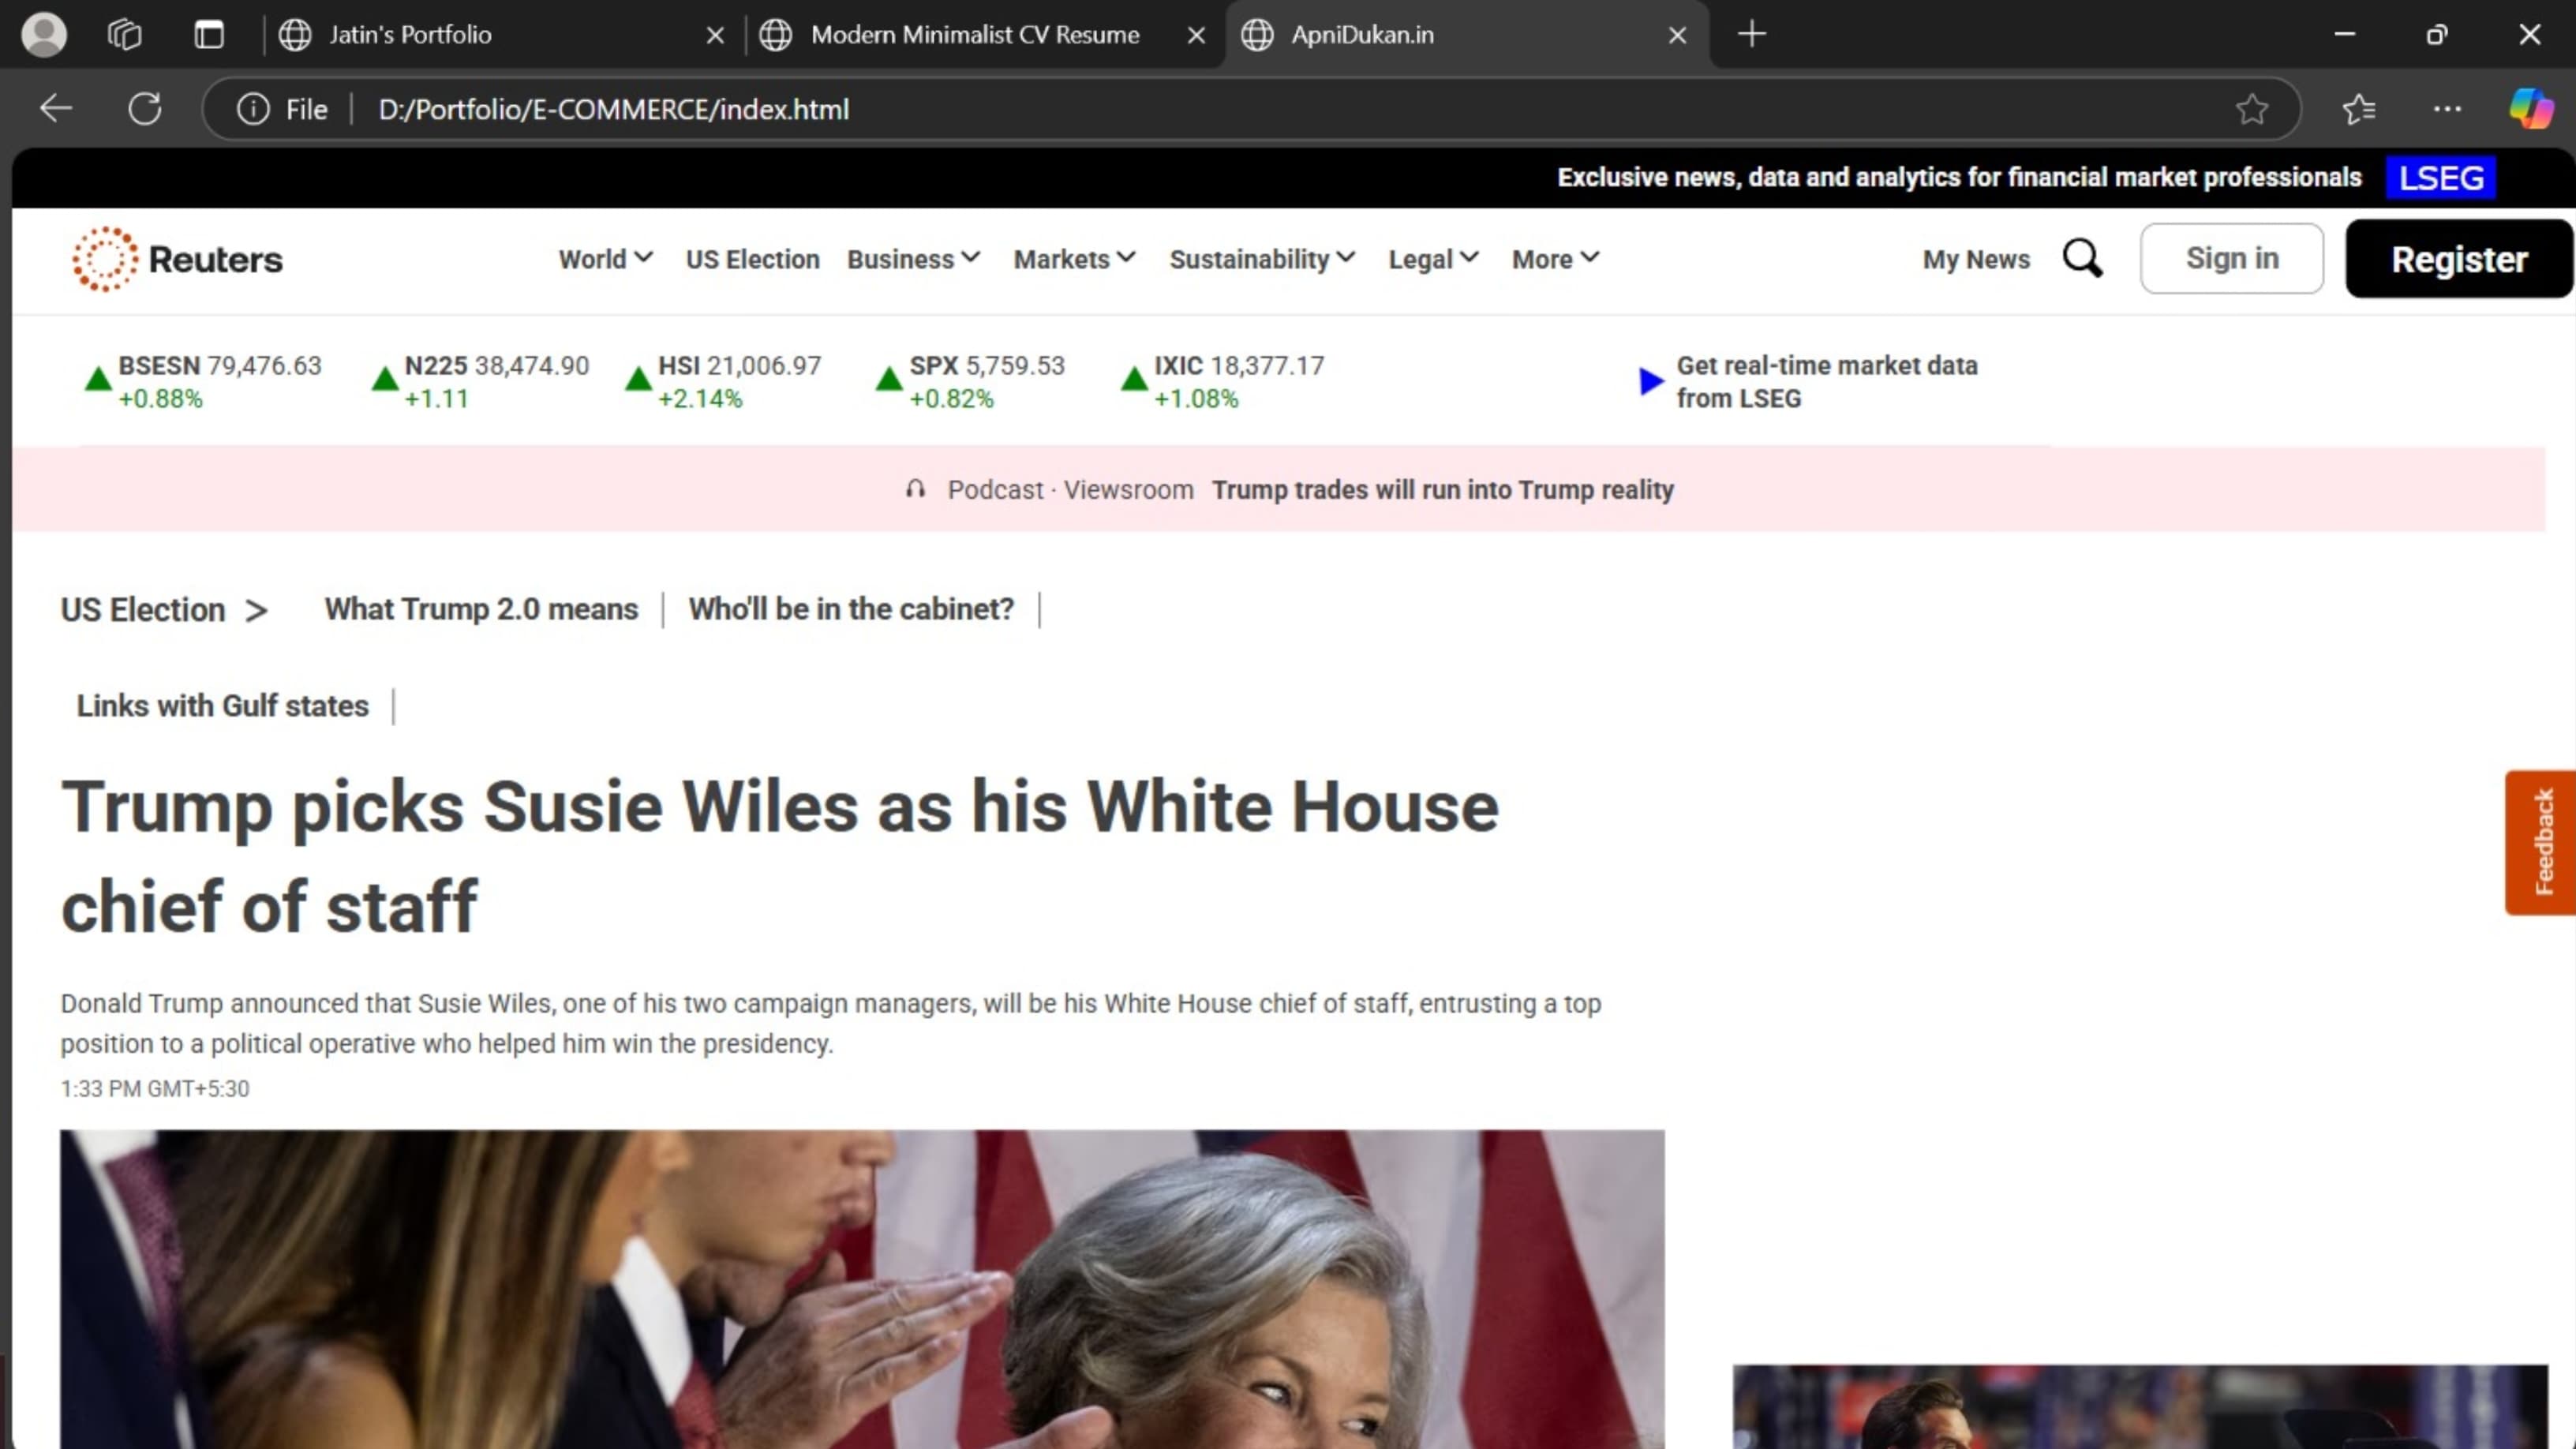 Jatin's Portfolio
Modern Minimalist CV Resume
ApniDukan.in
File
D:/Portfolio/E-COMMERCE/index.html
Exclusive news, data and analytics for financial market professionals LSEG
Reuters
World
US Election
Business
Markets
Sustainability
Legal
More
My News
Sign in
Register
BSESN 79,476.63
+0.88%
N225 38,474.90
+1.11
HSI 21,006.97
+2.14%
SPX 5,759.53
+0.82%
IXIC 18,377.17
+1.08%
Get real-time market data
from LSEG
Podcast · Viewsroom Trump trades will run into Trump reality
US Election > What Trump 2.0 means | Who'll be in the cabinet? |
Links with Gulf states |
Trump picks Susie Wiles as his White House
chief of staff
Feedback
Donald Trump announced that Susie Wiles, one of his two campaign managers, will be his White House chief of staff, entrusting a top
position to a political operative who helped him win the presidency.
1:33 PM GMT+5:30